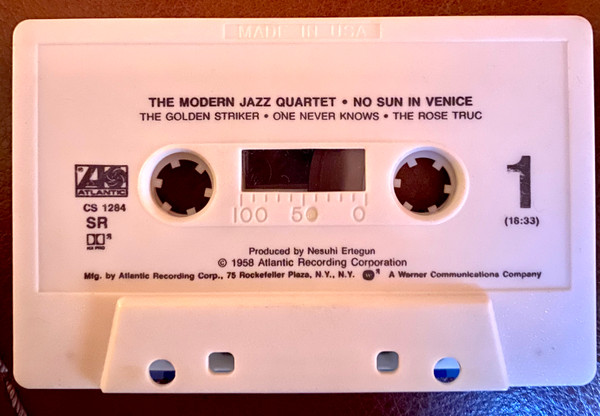 MADE IN USA
THE MODERN JAZZ QUARTET • NO SUN IN VENICE
THE GOLDEN STRIKER • ONE NEVER KNOWS • THE ROSE TRUC
ATLANTIC
CS 1284
SR
1
(18:33)
100 50 0
Produced by Nesuhi Ertegun
© 1958 Atlantic Recording Corporation
Mfg. by Atlantic Recording Corp., 75 Rockefeller Plaza, N.Y., N.Y. A Warner Communications Company